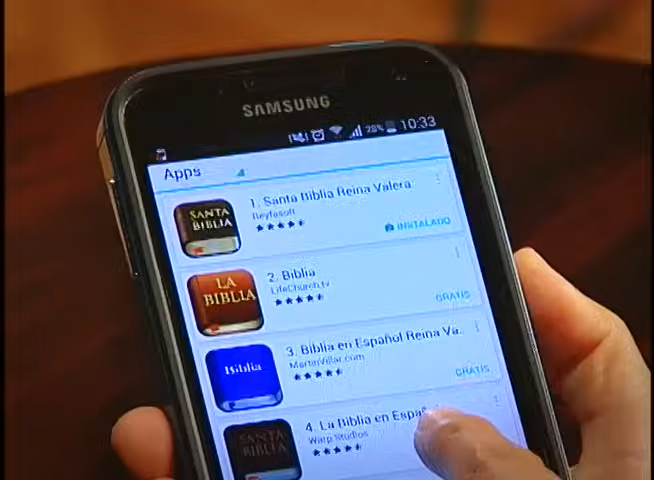 SAMSUNG
28% 10:33
Apps
1. Santa Biblia Reina Valera
Reyfasoft
INSTALADO
SANTA
BIBLIA
2. Biblia
LifeChurch.tv
GRATIS
LA
BIBLIA
3. Biblia en Español Reina Va..
MartinVillar.com
GRATIS
Biblia
4. La Biblia en Españ
Warp Studios
SANTA
BIBLIA